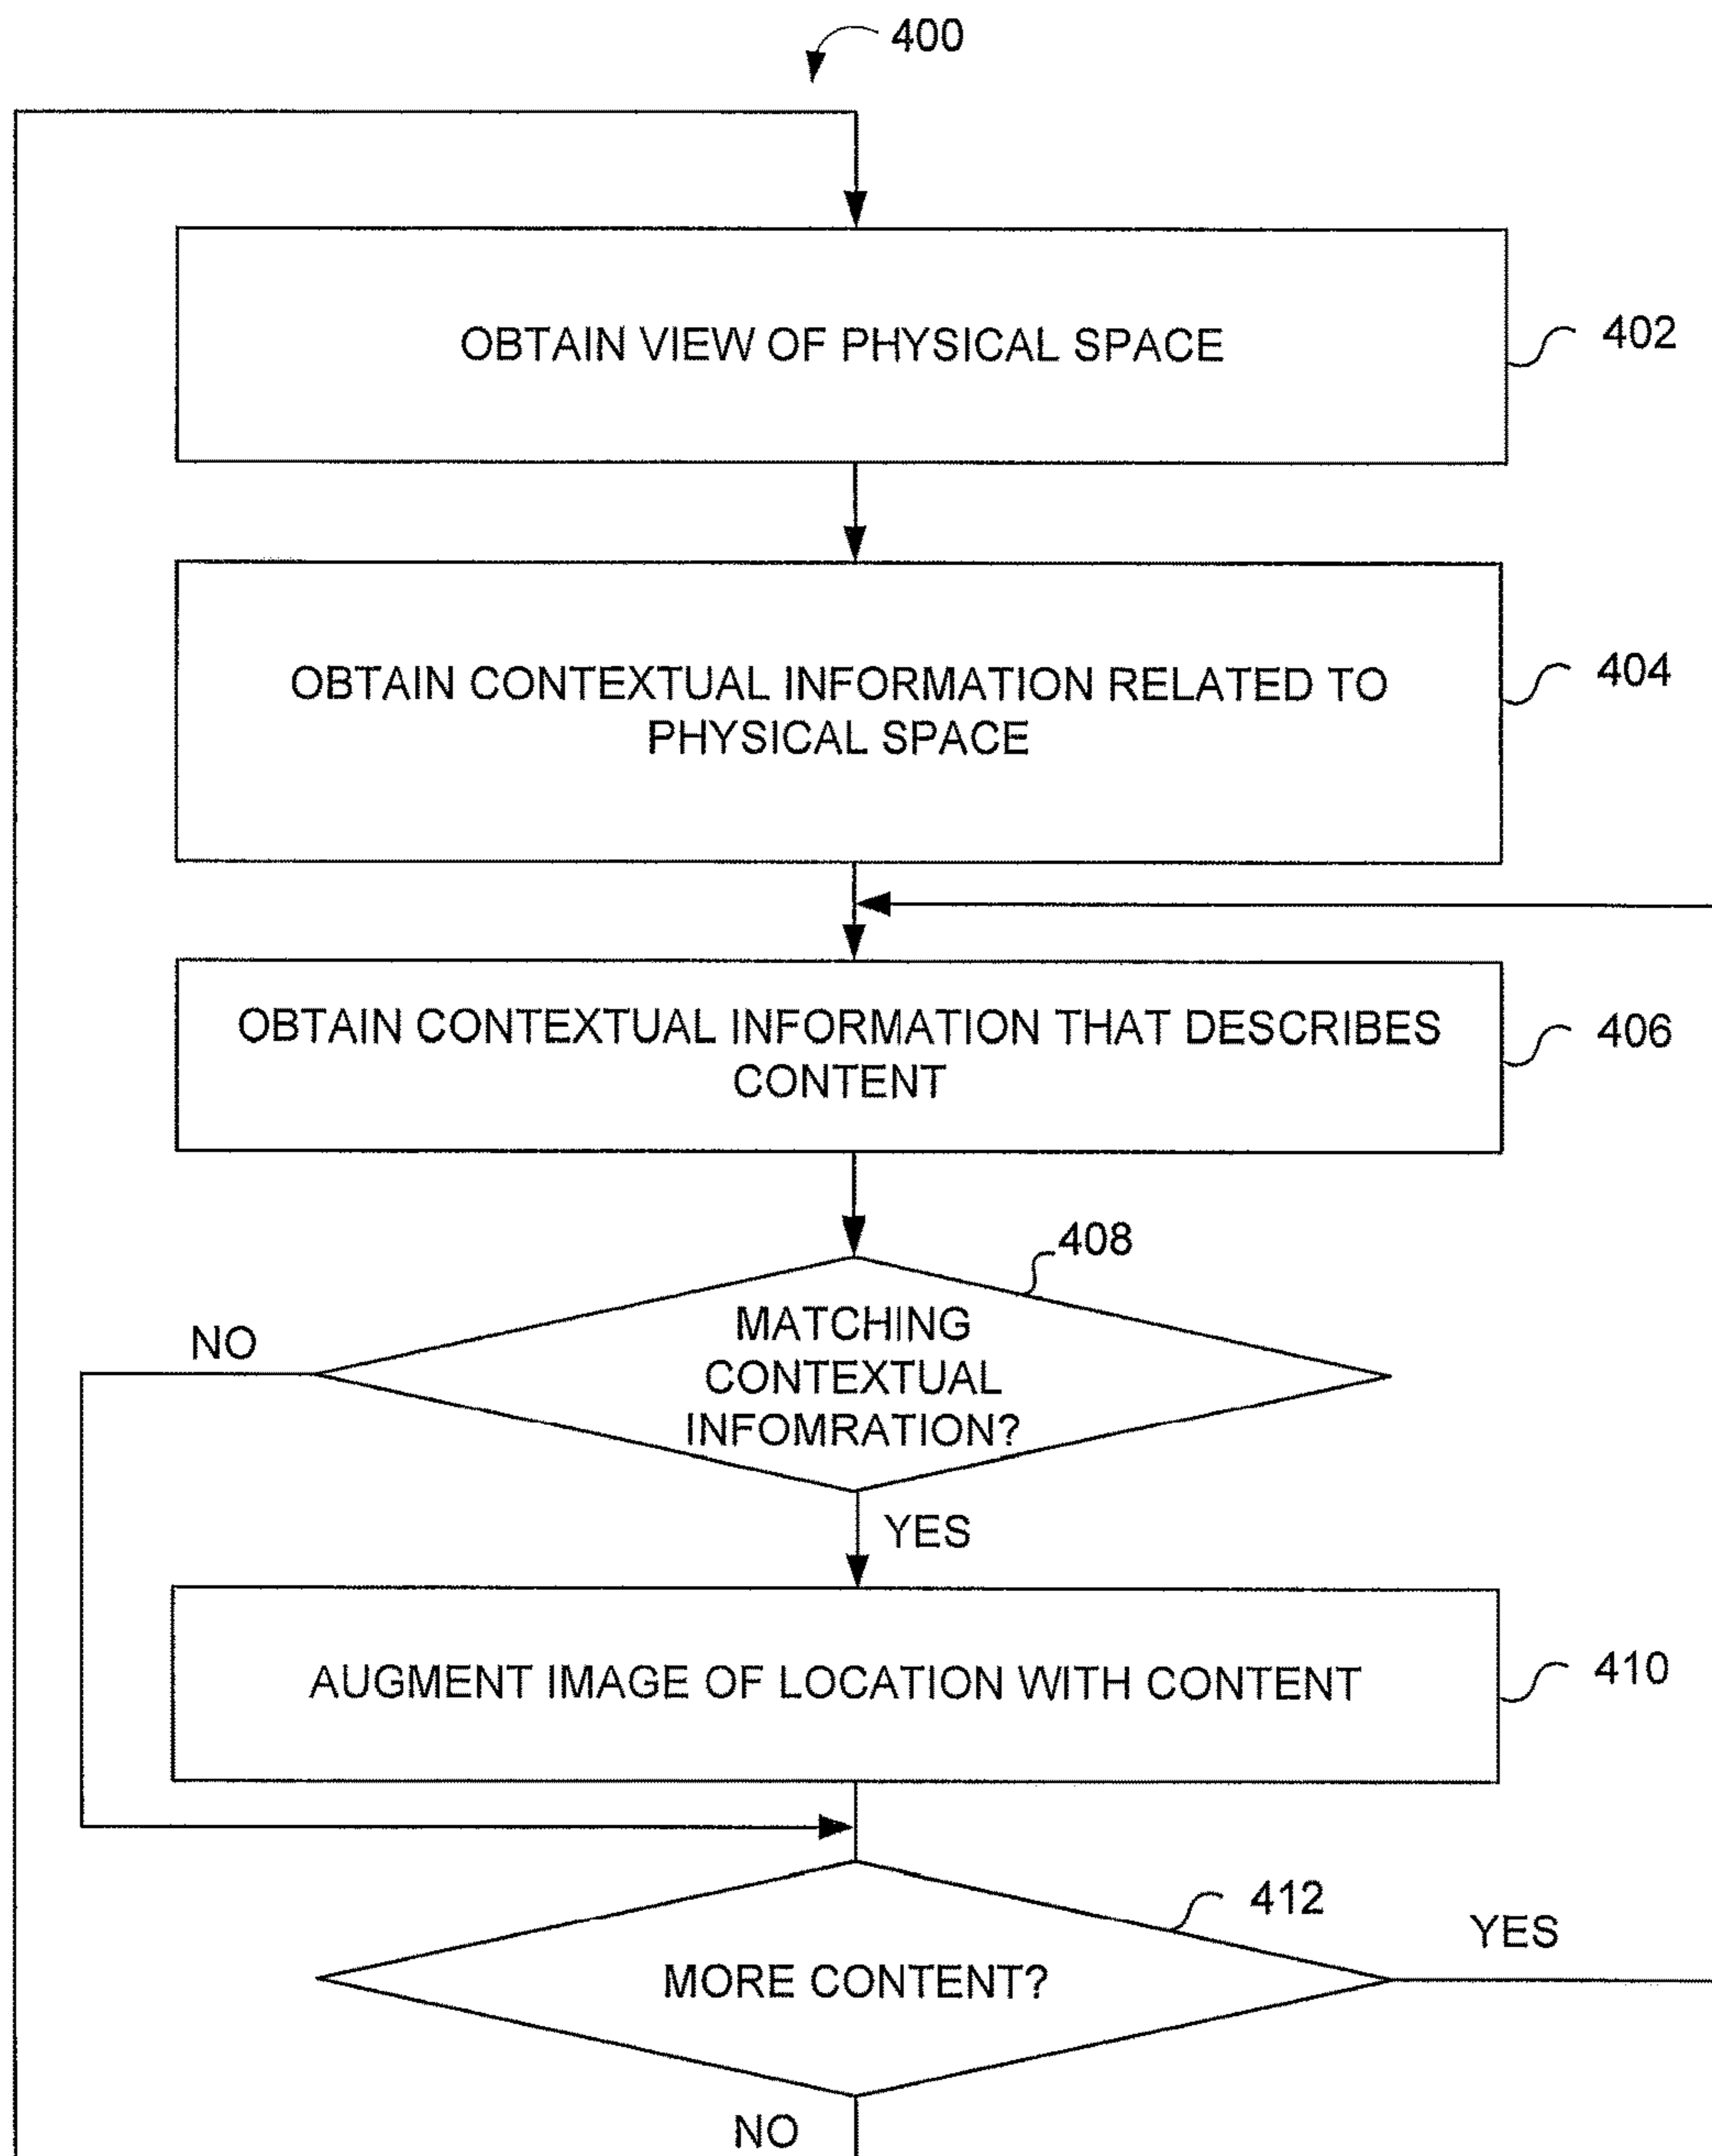 400
OBTAIN VIEW OF PHYSICAL SPACE
402
OBTAIN CONTEXTUAL INFORMATION RELATED TO
PHYSICAL SPACE
404
OBTAIN CONTEXTUAL INFORMATION THAT DESCRIBES
CONTENT
406
408
MATCHING
CONTEXTUAL
INFOMRATION?
NO
YES
AUGMENT IMAGE OF LOCATION WITH CONTENT
410
412
MORE CONTENT?
YES
NO